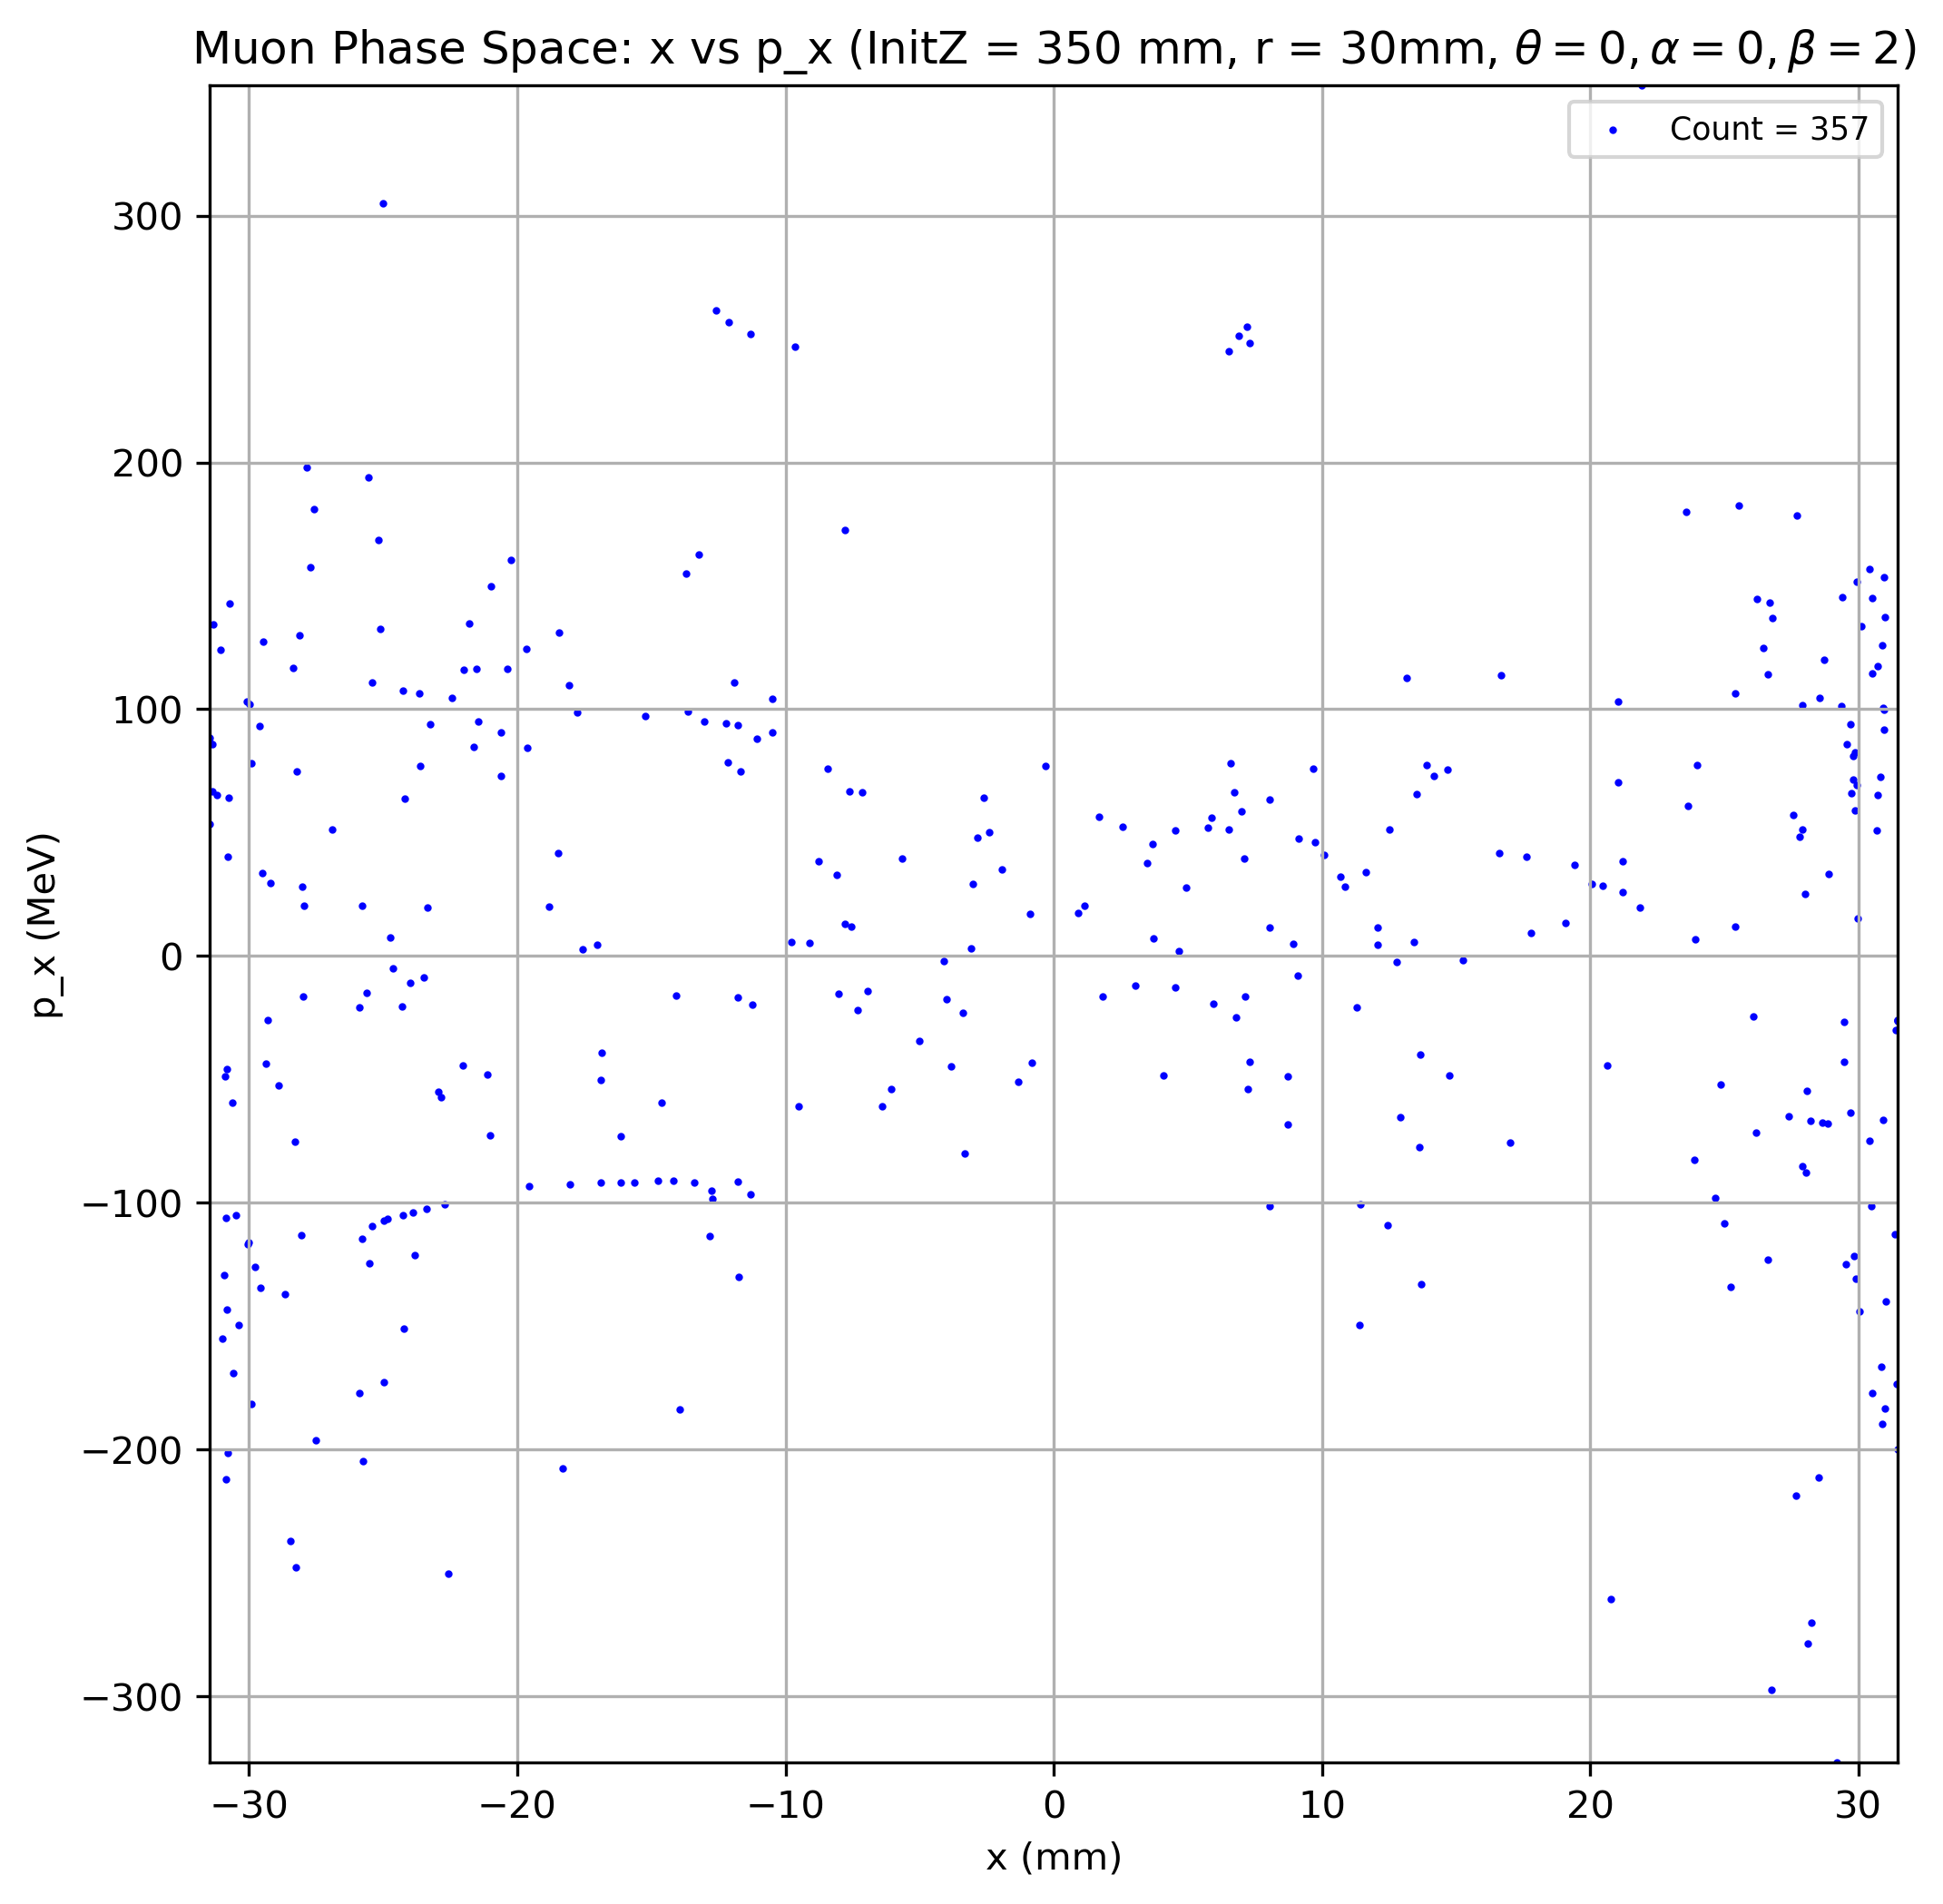 Muon Phase Space: x vs p_x (InitZ = 350 mm, r = 30mm, θ = 0, α = 0, β = 2)
Count = 357
300
200
100
0
−100
−200
−300
p_x (MeV)
−30 −20 −10 0 10 20 30
x (mm)